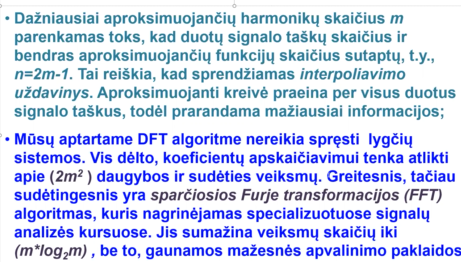 • Dažniausiai aproksimuojančių harmonikų skaičius m
parenkamas toks, kad duotų signalo taškų skaičius ir
bendras aproksimuojančių funkcijų skaičius sutaptų, t.y.,
n=2m-1. Tai reiškia, kad sprendžiamas interpoliavimo
uždavinys. Aproksimuojanti kreivė praeina per visus duotus
signalo taškus, todėl prarandama mažiausiai informacijos;
• Mūsų aptartame DFT algoritme nereikia spręsti lygčių
sistemos. Vis dėlto, koeficientų apskaičiavimui tenka atlikti
apie (2m² ) daugybos ir sudėties veiksmų. Greitesnis, tačiau
sudėtingesnis yra sparčiosios Furje transformacijos (FFT)
algoritmas, kuris nagrinėjamas specializuotuose signalų
analizės kursuose. Jis sumažina veiksmų skaičių iki
(m*log₂m) , be to, gaunamos mažesnės apvalinimo paklaidos